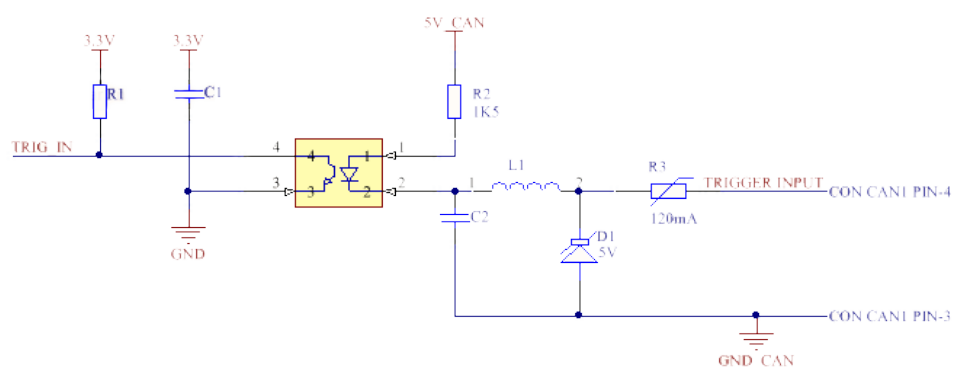 5V_CAN
3.3V
3.3V
R1
C1
R2
1K5
TRIG_IN
4
4
1
1
3
3
2
2
1
L1
2
R3
TRIGGER INPUT
CON CAN1 PIN-4
120mA
C2
D1
5V
GND
CON CAN1 PIN-3
GND_CAN